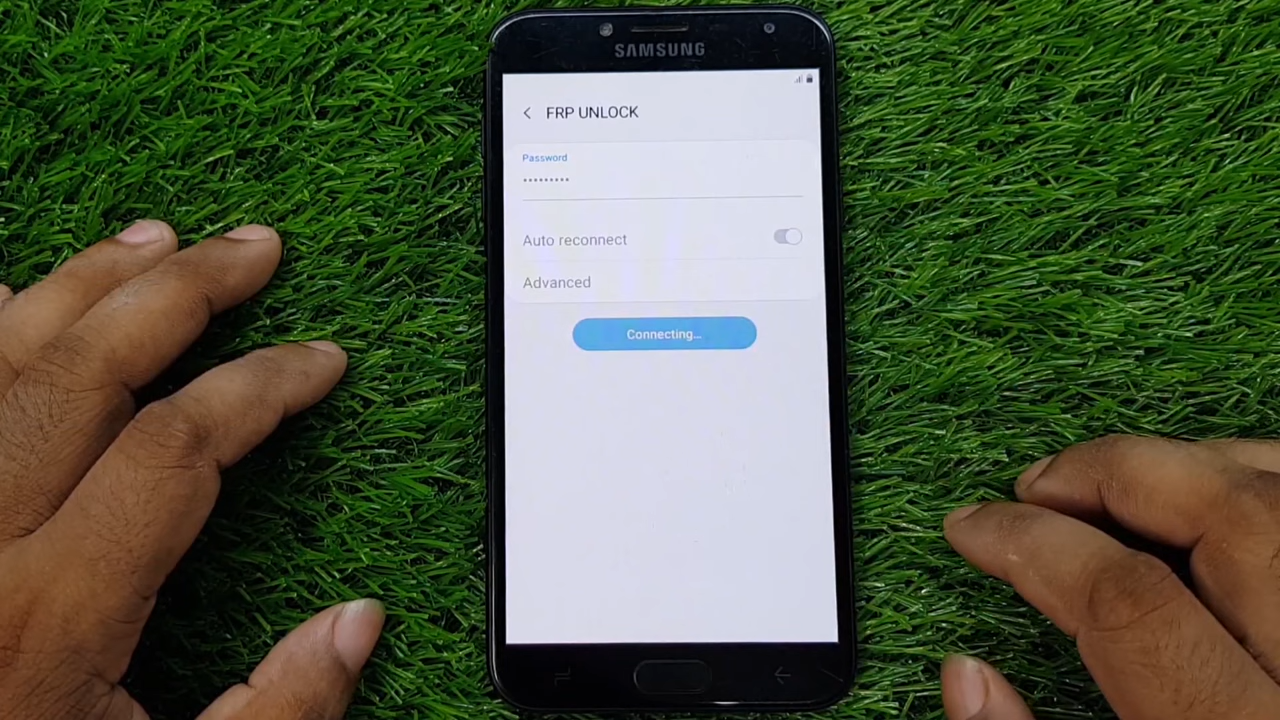 SAMSUNG
FRP UNLOCK
Password
•••••••••
Auto reconnect
Advanced
Connecting...